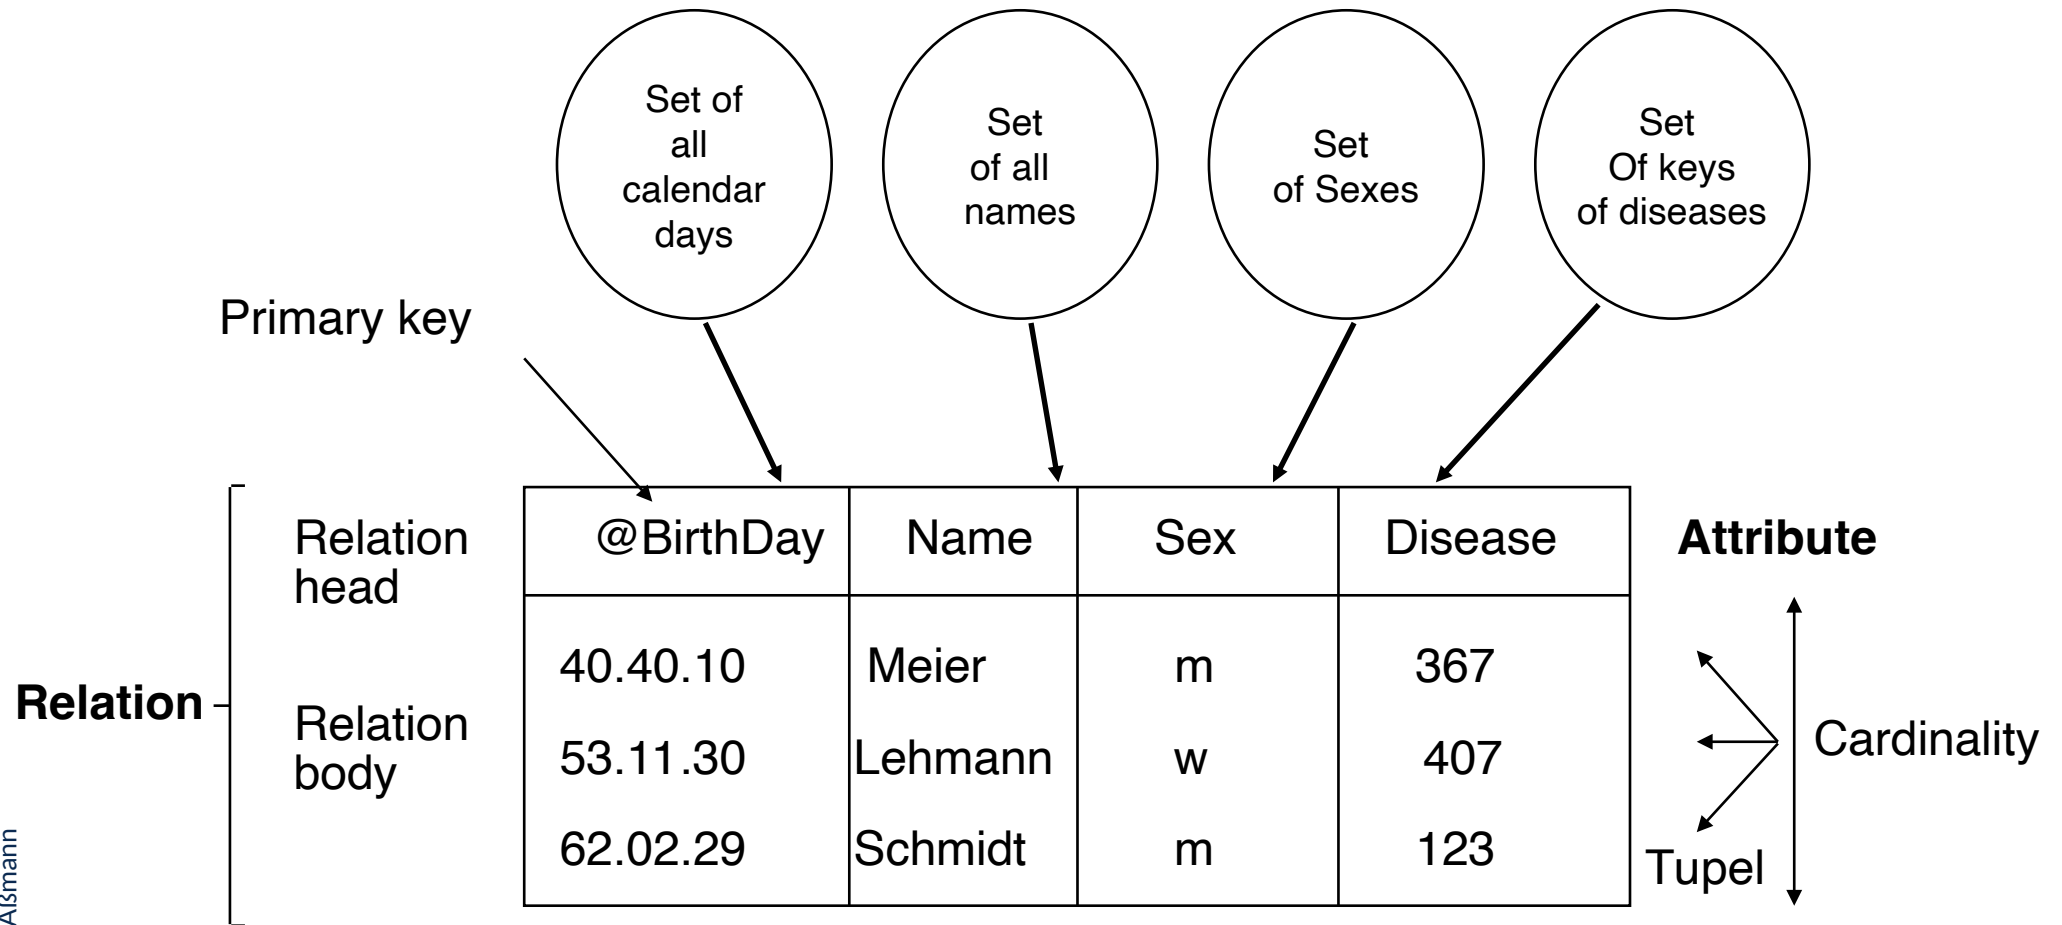 Set of
all
calendar
days
Set
of all
names
Set
of Sexes
Set
Of keys
of diseases
Primary key
Relation
head
@BirthDay Name Sex Disease
Attribute
Relation
Relation
body
40.40.10 Meier m 367
53.11.30 Lehmann w 407
62.02.29 Schmidt m 123
Cardinality
Tupel
Aßmann